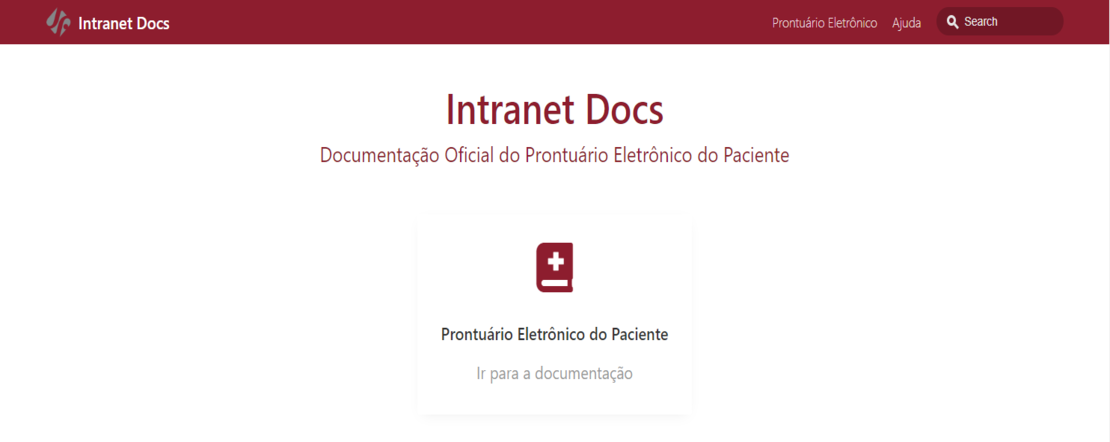 Intranet Docs
Prontuário Eletrônico
Ajuda
Search
Intranet Docs
Documentação Oficial do Prontuário Eletrônico do Paciente
Prontuário Eletrônico do Paciente
Ir para a documentação